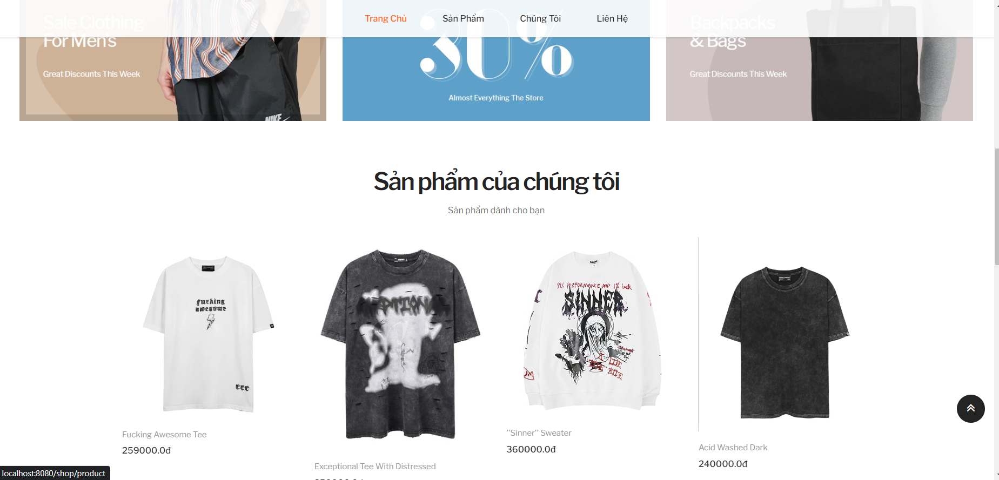 Trang Chủ
Sản Phẩm
Chúng Tôi
Liên Hệ
Sale Clothing
For Men's
Great Discounts This Week
NIKE
30%
Almost Everything The Store
Backpacks
& Bags
Great Discounts This Week
Sản phẩm của chúng tôi
Sản phẩm dành cho bạn
fucking
awesome
99% PERFORMANCE AND 1% LUCK
SINNER
Fucking Awesome Tee
259000.0đ
Exceptional Tee With Distressed
"Sinner" Sweater
360000.0đ
Acid Washed Dark
240000.0đ
localhost:8080/shop/product